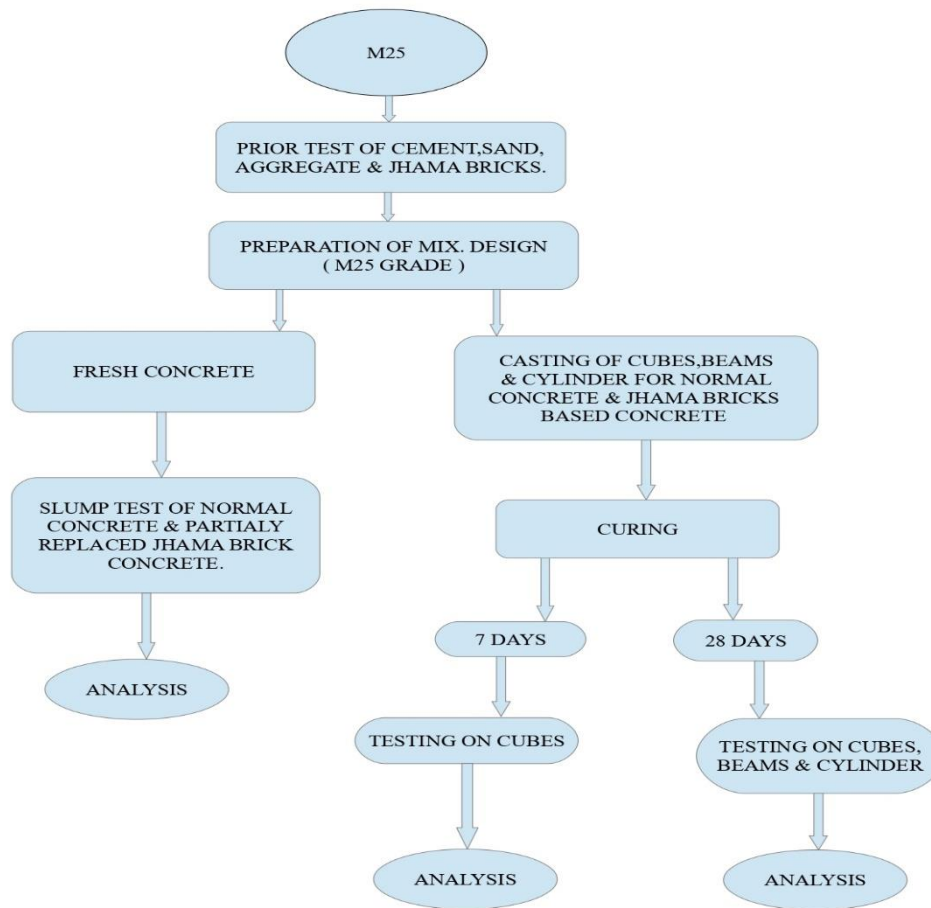 M25
PRIOR TEST OF CEMENT,SAND,
AGGREGATE & JHAMA BRICKS.
PREPARATION OF MIX. DESIGN
( M25 GRADE )
FRESH CONCRETE
CASTING OF CUBES,BEAMS
& CYLINDER FOR NORMAL
CONCRETE & JHAMA BRICKS
BASED CONCRETE
SLUMP TEST OF NORMAL
CONCRETE & PARTIALY
REPLACED JHAMA BRICK
CONCRETE.
CURING
7 DAYS
28 DAYS
ANALYSIS
TESTING ON CUBES
TESTING ON CUBES,
BEAMS & CYLINDER
ANALYSIS
ANALYSIS